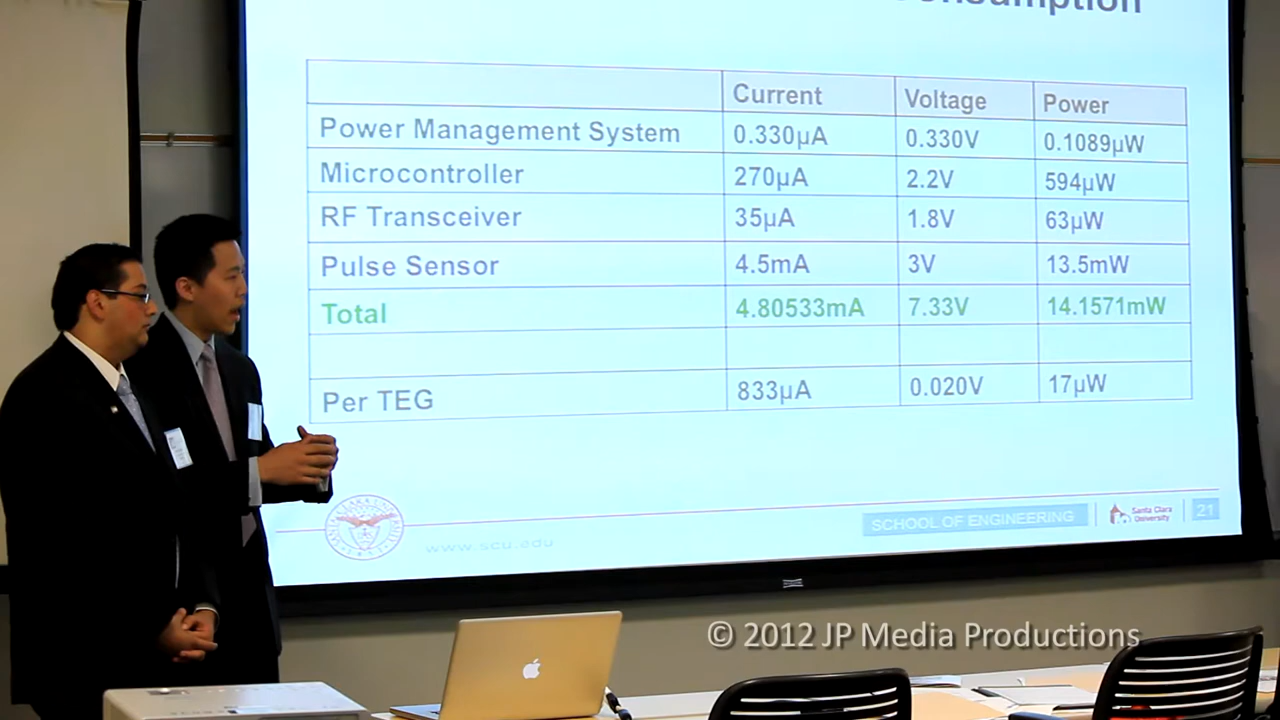 Consumption
Current Voltage Power
Power Management System 0.330µA 0.330V 0.1089µW
Microcontroller 270µA 2.2V 594µW
RF Transceiver 35µA 1.8V 63µW
Pulse Sensor 4.5mA 3V 13.5mW
Total 4.80533mA 7.33V 14.1571mW
Per TEG 833µA 0.020V 17µW
SCHOOL OF ENGINEERING
Santa Clara
University
21
www.scu.edu
© 2012 JP Media Productions